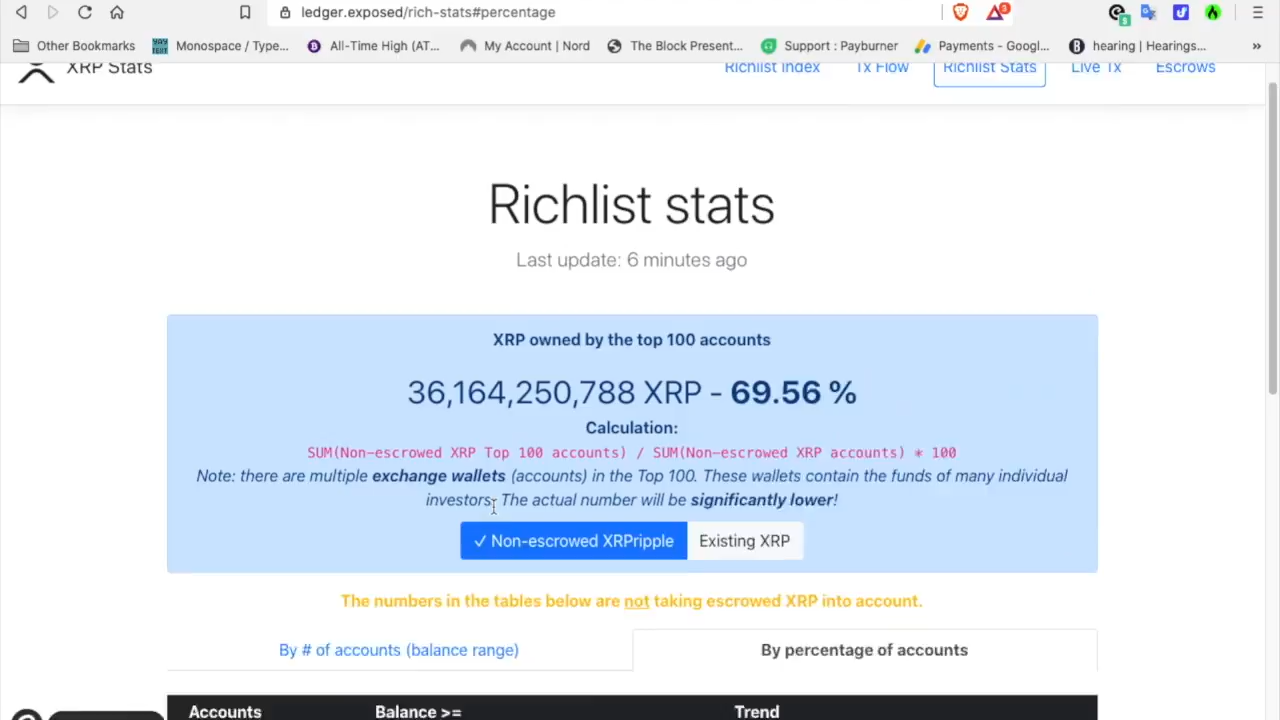 ledger.exposed/rich-stats#percentage
3
Other Bookmarks
Monospace / Type...
All-Time High (AT...
My Account | Nord
The Block Present...
Support : Payburner
Payments - Googl...
hearing | Hearings...
»
XRP Stats
Richlist Index
Tx Flow
Richlist Stats
Live Tx
Escrows
Richlist stats
Last update: 6 minutes ago
XRP owned by the top 100 accounts
36,164,250,788 XRP - 69.56 %
Calculation:
SUM(Non-escrowed XRP Top 100 accounts) / SUM(Non-escrowed XRP accounts) * 100
Note: there are multiple exchange wallets (accounts) in the Top 100. These wallets contain the funds of many individual
investors. The actual number will be significantly lower!
✓ Non-escrowed XRPripple
Existing XRP
The numbers in the tables below are not taking escrowed XRP into account.
By # of accounts (balance range)
By percentage of accounts
Accounts
Balance >=
Trend